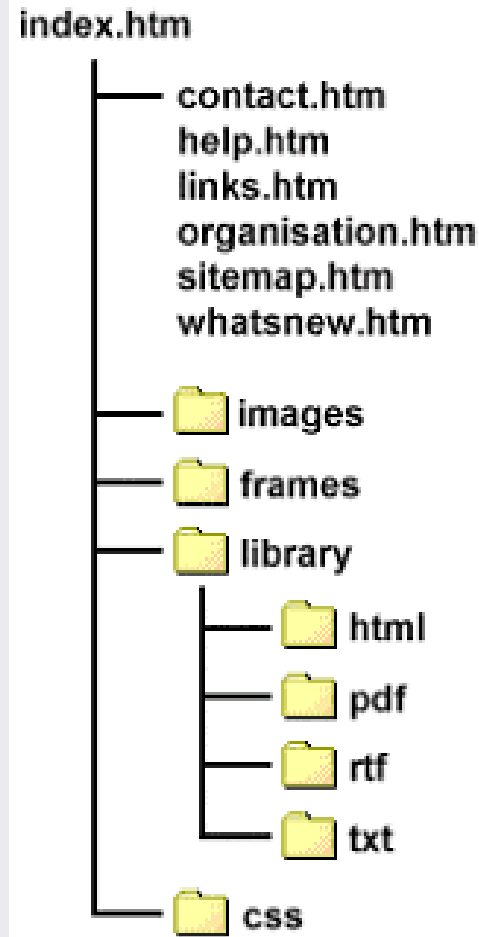 index.htm
contact.htm
help.htm
links.htm
organisation.htm
sitemap.htm
whatsnew.htm
images
frames
library
html
pdf
rtf
txt
css